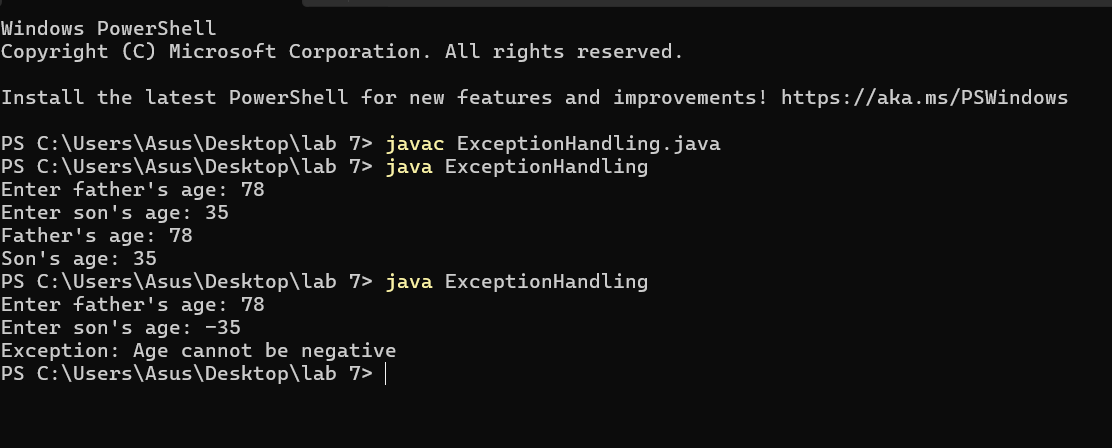 Windows PowerShell
Copyright (C) Microsoft Corporation. All rights reserved.
Install the latest PowerShell for new features and improvements! https://aka.ms/PSWindows
PS C:\Users\Asus\Desktop\lab 7> javac ExceptionHandling.java
PS C:\Users\Asus\Desktop\lab 7> java ExceptionHandling
Enter father's age: 78
Enter son's age: 35
Father's age: 78
Son's age: 35
PS C:\Users\Asus\Desktop\lab 7> java ExceptionHandling
Enter father's age: 78
Enter son's age: -35
Exception: Age cannot be negative
PS C:\Users\Asus\Desktop\lab 7>